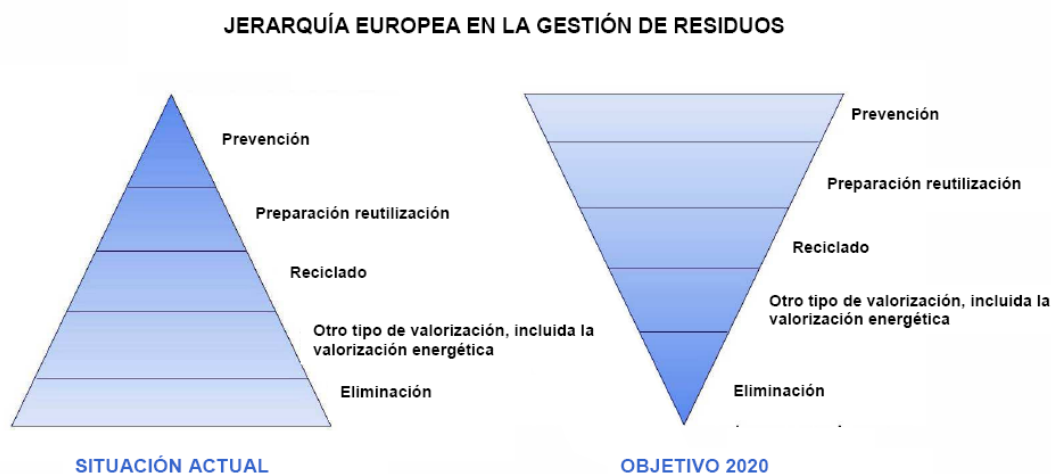 JERARQUÍA EUROPEA EN LA GESTIÓN DE RESIDUOS
Prevención
Preparación reutilización
Reciclado
Otro tipo de valorización, incluida la
valorización energética
Eliminación
SITUACIÓN ACTUAL
Prevención
Preparación reutilización
Reciclado
Otro tipo de valorización, incluida la
valorización energética
Eliminación
OBJETIVO 2020